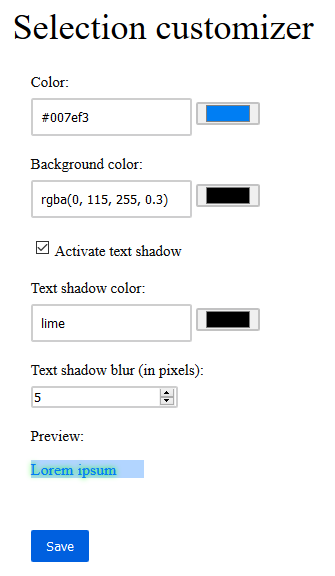 Selection customizer
Color:
#007ef3
Background color:
rgba(0, 115, 255, 0.3)
Activate text shadow
Text shadow color:
lime
Text shadow blur (in pixels):
5
Preview:
Lorem ipsum
Save